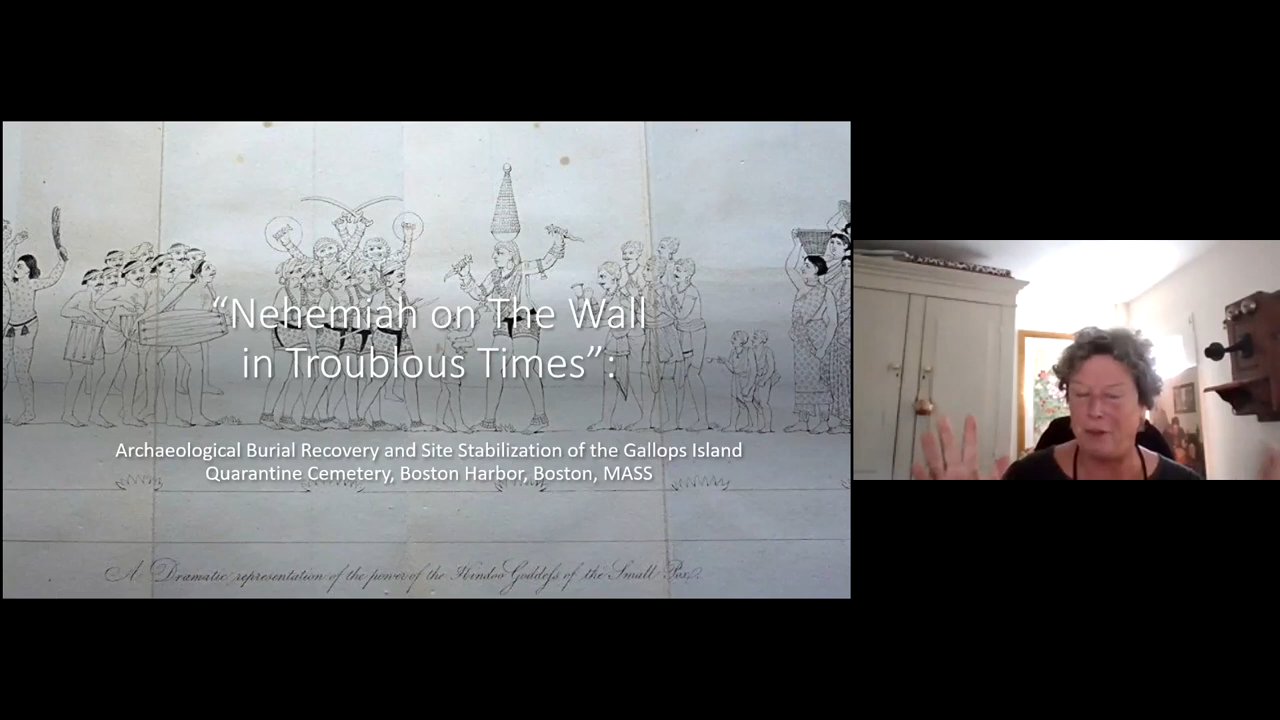 “Nehemiah on The Wall
in Troublous Times”:
Archaeological Burial Recovery and Site Stabilization of the Gallops Island
Quarantine Cemetery, Boston Harbor, Boston, MASS
A Dramatic representation of the power of the Hindoo Goddess of the Small Pox.